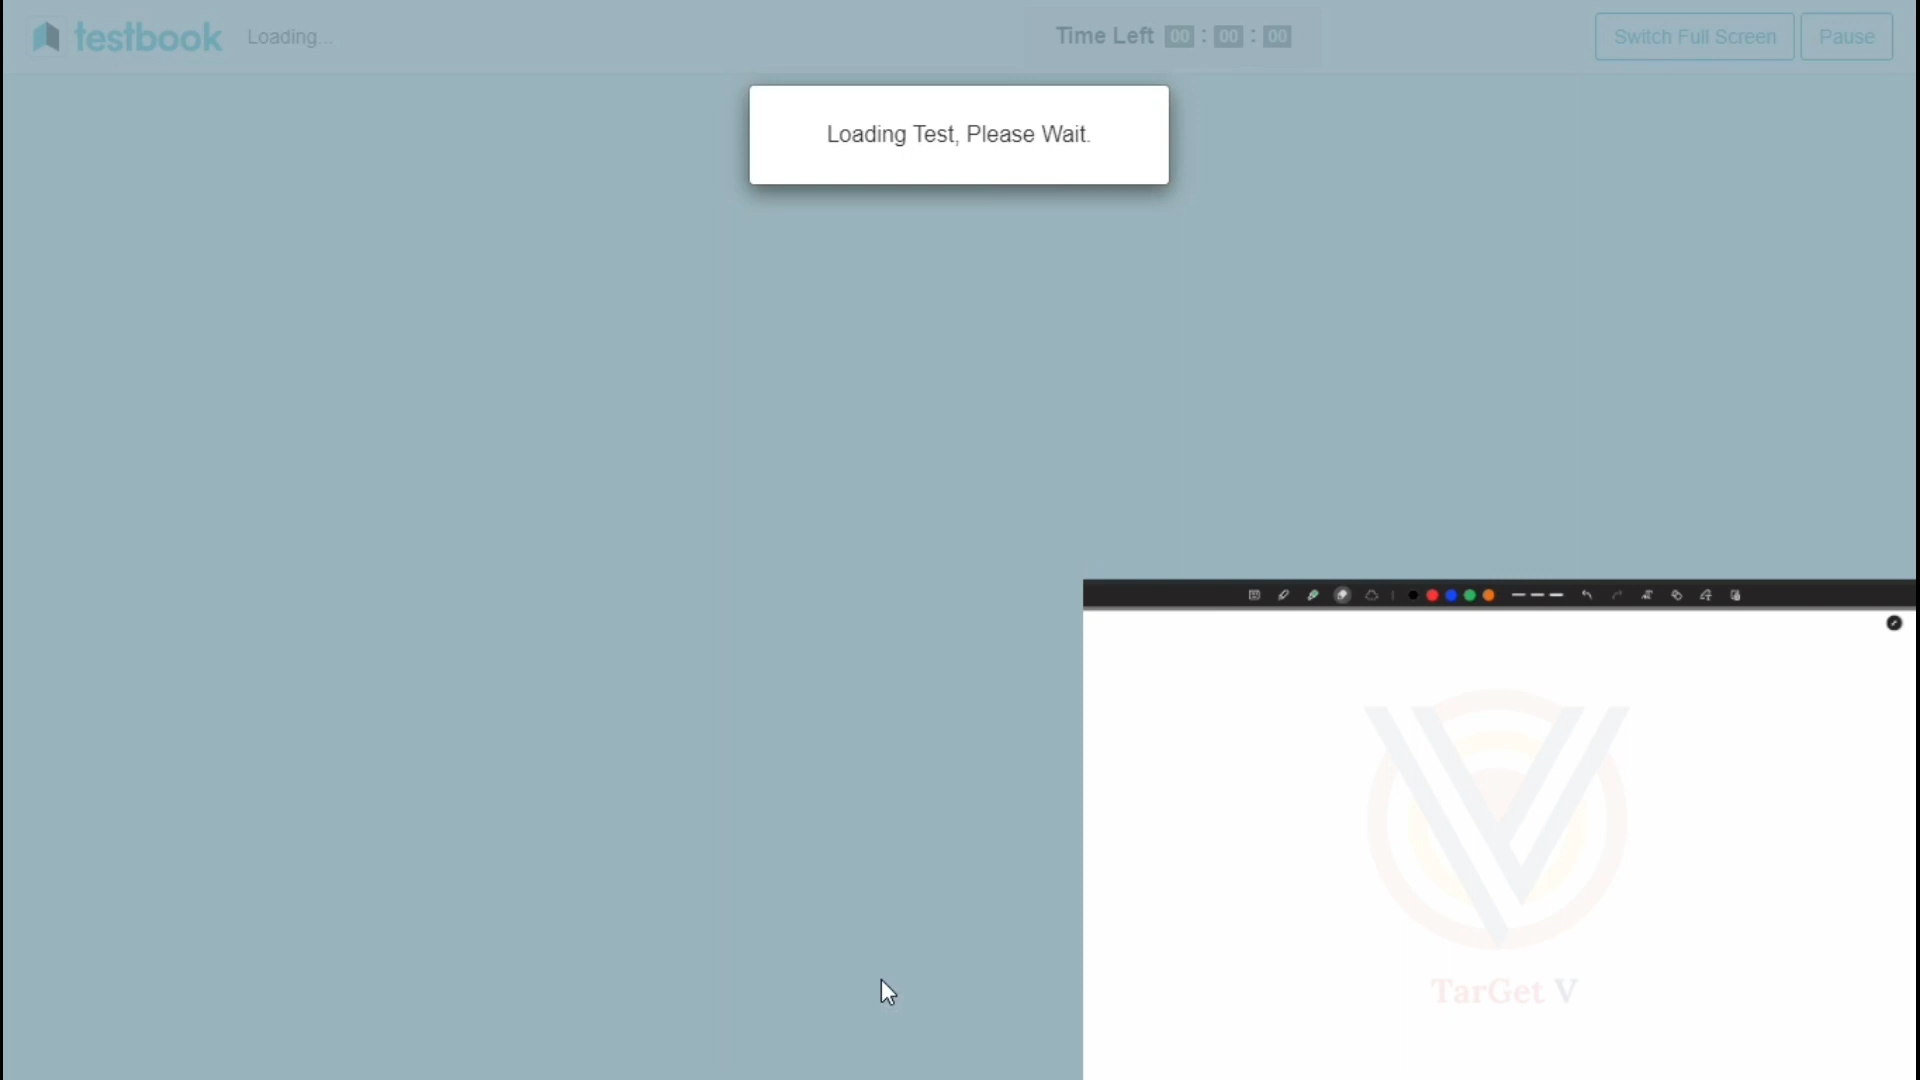 testbook Loading... Time Left 00 : 00 : 00 Switch Full Screen Pause
Loading Test, Please Wait.
TarGet V